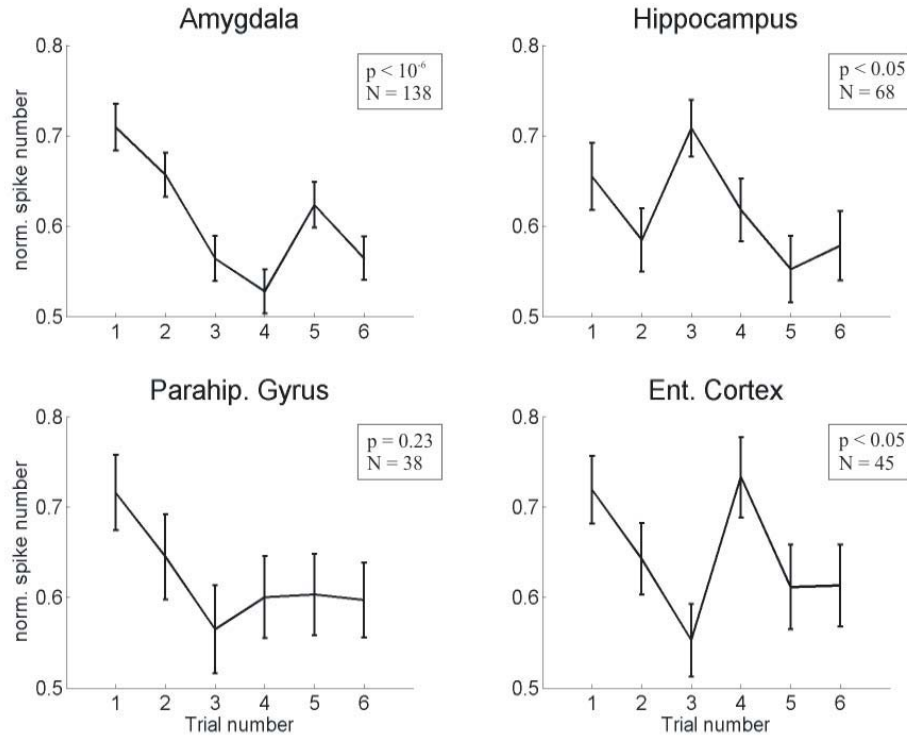 Amygdala
0.8
0.7
0.6
0.5
norm. spike number
p < 10⁻⁶
N = 138
1 2 3 4 5 6
Hippocampus
0.8
0.7
0.6
0.5
p < 0.05
N = 68
1 2 3 4 5 6
Parahip. Gyrus
0.8
0.7
0.6
0.5
norm. spike number
p = 0.23
N = 38
1 2 3 4 5 6
Trial number
Ent. Cortex
0.8
0.7
0.6
0.5
p < 0.05
N = 45
1 2 3 4 5 6
Trial number